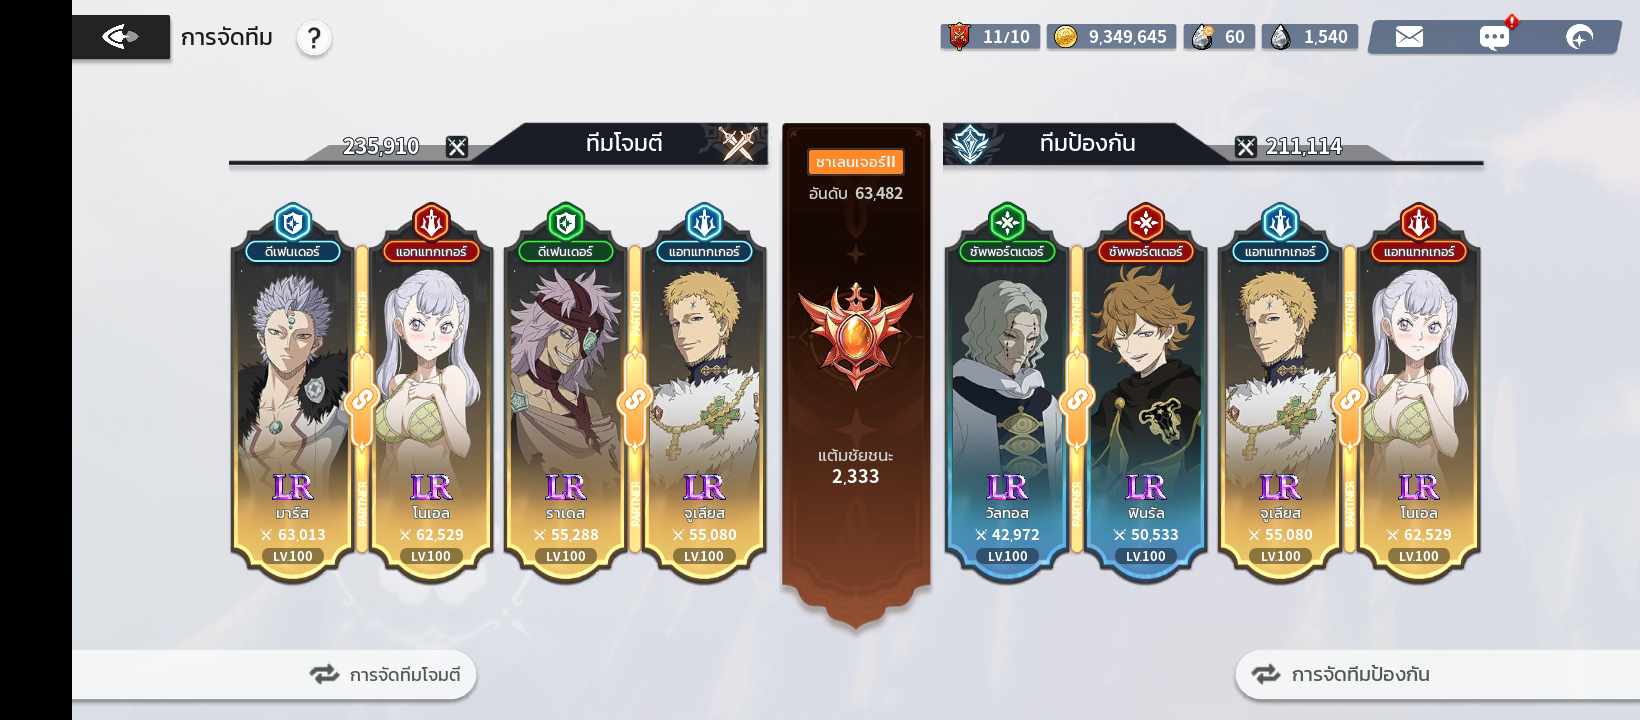 การจัดทีม
?
11/10
9,349,645
60
1,540
235,910
ทีมโจมตี
ชาเลนเจอร์II
อันดับ 63,482
ทีมป้องกัน
211,114
ดีเฟนเดอร์
แอทแทกเกอร์
ดีเฟนเดอร์
แอทแทกเกอร์
ซัพพอร์ตเตอร์
ซัพพอร์ตเตอร์
แอทแทกเกอร์
แอทแทกเกอร์
PARTNER
PARTNER
PARTNER
PARTNER
แต้มชัยชนะ
2,333
LR
LR
LR
LR
LR
LR
LR
LR
มาร์ส
โนเอล
ราเดส
จูเลียส
วัลทอส
ฟินรัล
จูเลียส
โนเอล
PARTNER
PARTNER
PARTNER
PARTNER
63,013
62,529
55,288
55,080
42,972
50,533
55,080
62,529
LV.100
LV.100
LV.100
LV.100
LV.100
LV.100
LV.100
LV.100
การจัดทีมโจมตี
การจัดทีมป้องกัน